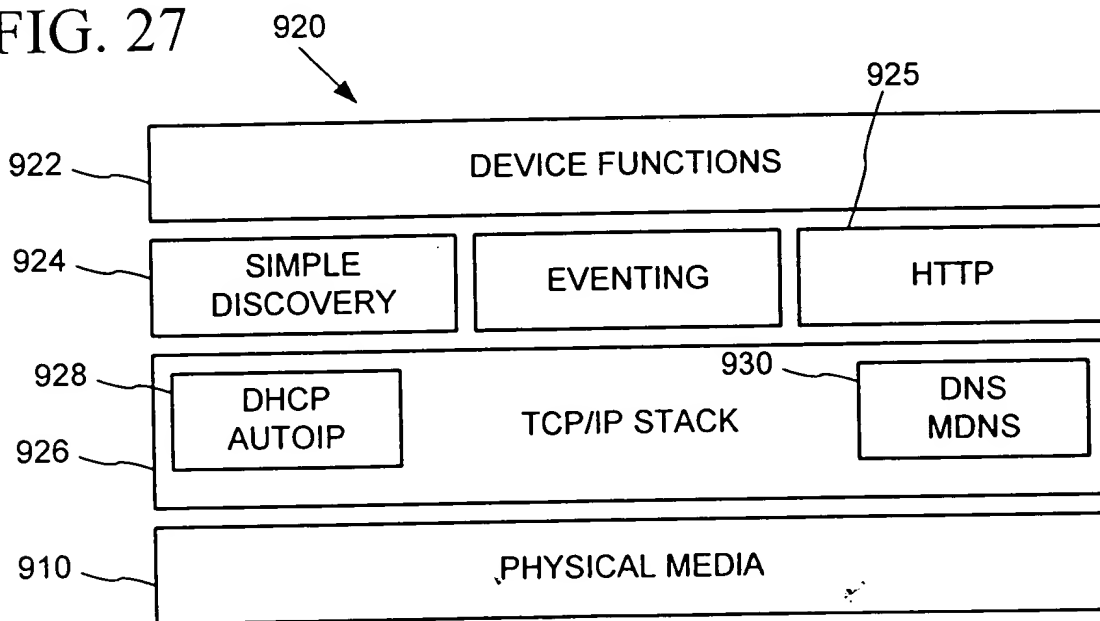 FIG. 27
920
925
922
DEVICE FUNCTIONS
924
SIMPLE
DISCOVERY
EVENTING
HTTP
928
DHCP
AUTOIP
TCP/IP STACK
930
DNS
MDNS
926
910
PHYSICAL MEDIA